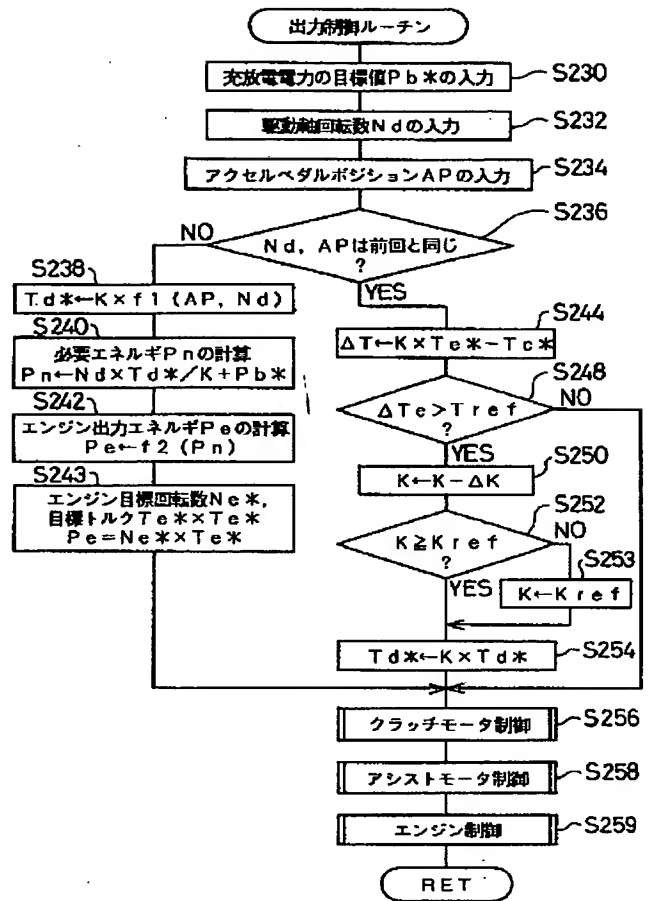 出力制御ルーチン
充放電電力の目標値Pb*の入力
S230
駆動軸回転数Ndの入力
S232
アクセルペダルポジションAPの入力
S234
S236
Nd，APは前回と同じ
?
NO
YES
S238
Td*←K×f1(AP，Nd)
S240
必要エネルギPnの計算
Pn←Nd×Td*/K+Pb*
S242
エンジン出力エネルギPeの計算
Pe←f2(Pn)
S243
エンジン目標回転数Ne*，
目標トルクTe*×Te*
Pe=Ne*×Te*
S244
ΔT←K×Te*-Tc*
S248
ΔTc>Tref
?
NO
YES
S250
K←K-ΔK
S252
K≧Kref
?
NO
YES
S253
K←Kref
Td*←K×Td*
S254
クラッチモータ制御
S256
アシストモータ制御
S258
エンジン制御
S259
RET